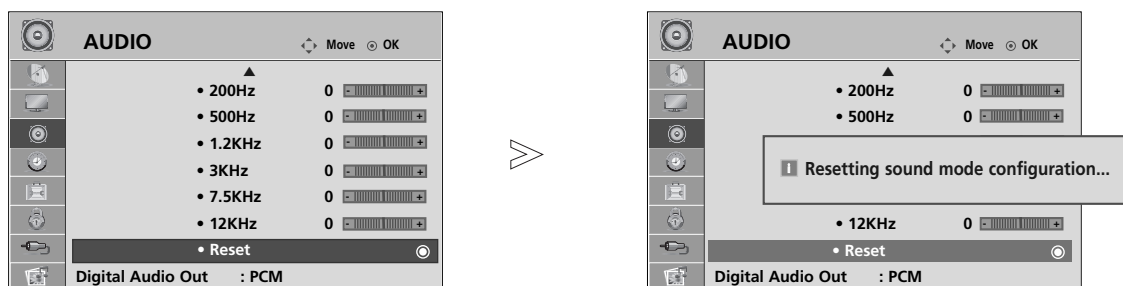 AUDIO
Move OK
• 200Hz 0 - +
• 500Hz 0 - +
• 1.2KHz 0 - +
• 3KHz 0 - +
• 7.5KHz 0 - +
• 12KHz 0 - +
• Reset
Digital Audio Out : PCM
AUDIO
Move OK
• 200Hz 0 - +
• 500Hz 0 - +
i Resetting sound mode configuration...
• 12KHz 0 - +
• Reset
Digital Audio Out : PCM